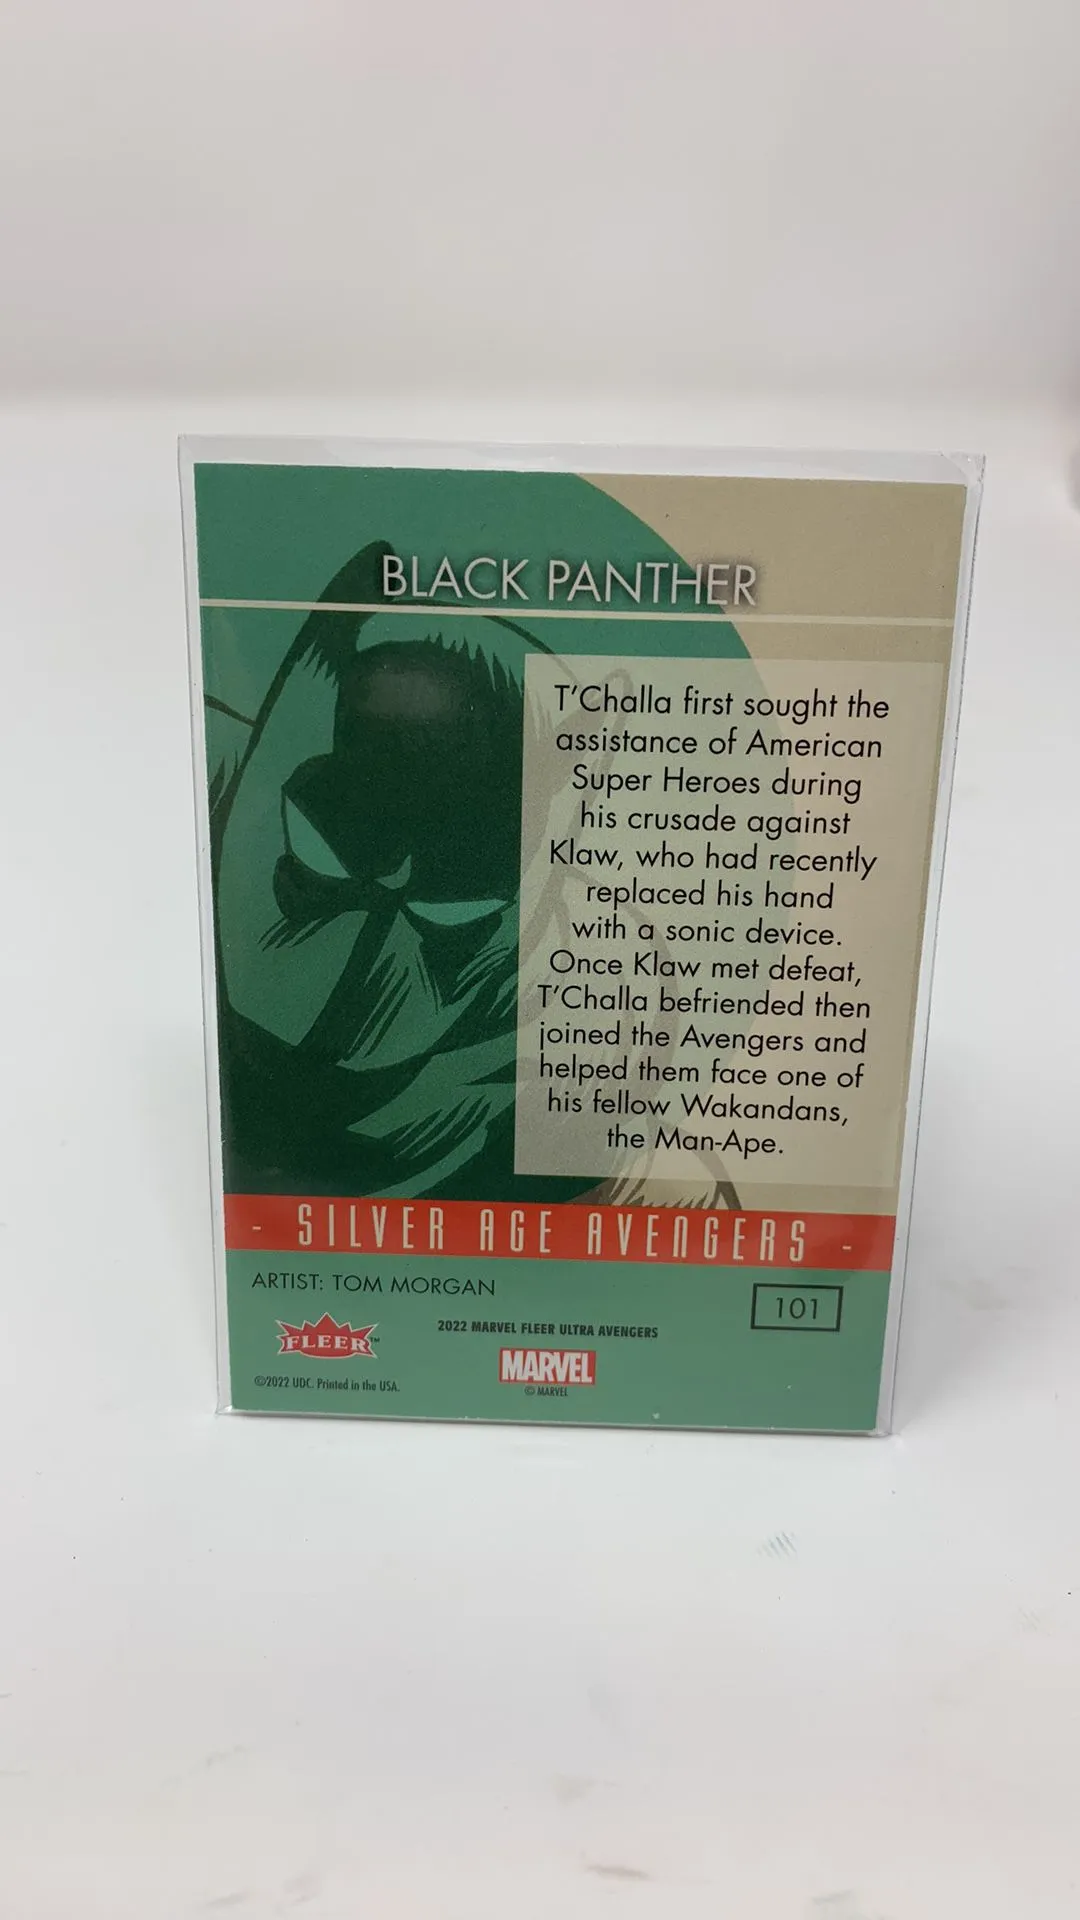 BLACK PANTHER
T'Challa first sought the
assistance of American
Super Heroes during
his crusade against
Klaw, who had recently
replaced his hand
with a sonic device.
Once Klaw met defeat,
T'Challa befriended then
joined the Avengers and
helped them face one of
his fellow Wakandans,
the Man-Ape.
- SILVER AGE AVENGERS -
ARTIST: TOM MORGAN
101
FLEER™
2022 MARVEL FLEER ULTRA AVENGERS
MARVEL
©2022 UDC. Printed in the USA.
© MARVEL